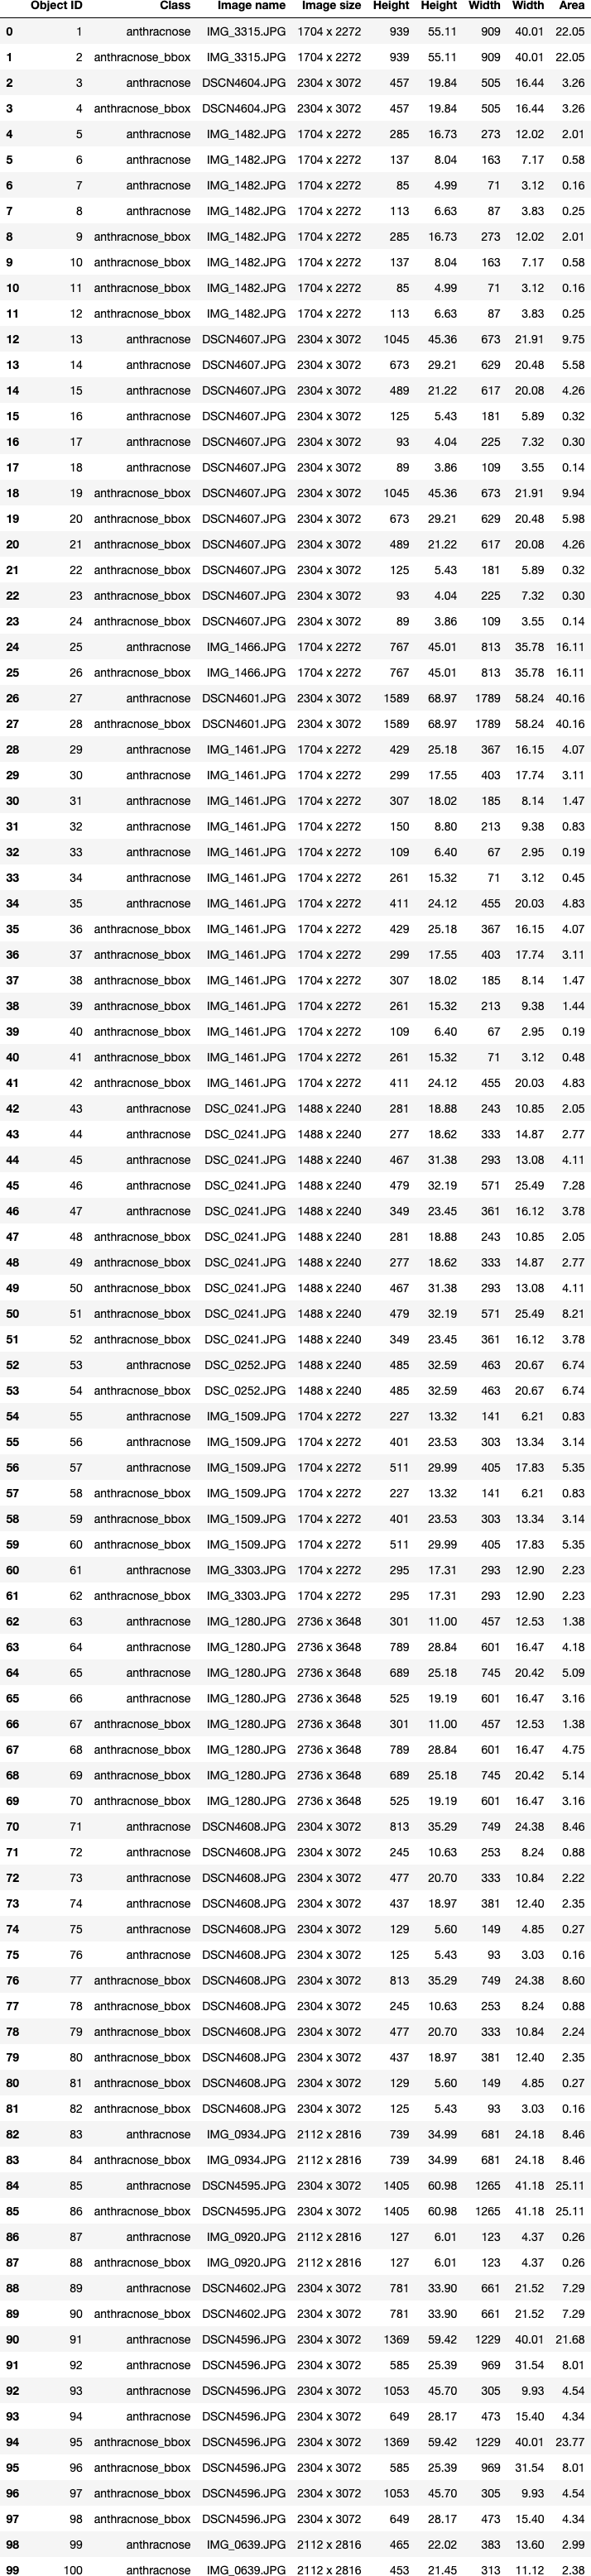 Object ID Class Image name Image size Height Height Width Width Area
0 1 anthracnose IMG_3315.JPG 1704 x 2272 939 55.11 909 40.01 22.05
1 2 anthracnose_bbox IMG_3315.JPG 1704 x 2272 939 55.11 909 40.01 22.05
2 3 anthracnose DSCN4604.JPG 2304 x 3072 457 19.84 505 16.44 3.26
3 4 anthracnose_bbox DSCN4604.JPG 2304 x 3072 457 19.84 505 16.44 3.26
4 5 anthracnose IMG_1482.JPG 1704 x 2272 285 16.73 273 12.02 2.01
5 6 anthracnose IMG_1482.JPG 1704 x 2272 137 8.04 163 7.17 0.58
6 7 anthracnose IMG_1482.JPG 1704 x 2272 85 4.99 71 3.12 0.16
7 8 anthracnose IMG_1482.JPG 1704 x 2272 113 6.63 87 3.83 0.25
8 9 anthracnose_bbox IMG_1482.JPG 1704 x 2272 285 16.73 273 12.02 2.01
9 10 anthracnose_bbox IMG_1482.JPG 1704 x 2272 137 8.04 163 7.17 0.58
10 11 anthracnose_bbox IMG_1482.JPG 1704 x 2272 85 4.99 71 3.12 0.16
11 12 anthracnose_bbox IMG_1482.JPG 1704 x 2272 113 6.63 87 3.83 0.25
12 13 anthracnose DSCN4607.JPG 2304 x 3072 1045 45.36 673 21.91 9.75
13 14 anthracnose DSCN4607.JPG 2304 x 3072 673 29.21 629 20.48 5.58
14 15 anthracnose DSCN4607.JPG 2304 x 3072 489 21.22 617 20.08 4.26
15 16 anthracnose DSCN4607.JPG 2304 x 3072 125 5.43 181 5.89 0.32
16 17 anthracnose DSCN4607.JPG 2304 x 3072 93 4.04 225 7.32 0.30
17 18 anthracnose DSCN4607.JPG 2304 x 3072 89 3.86 109 3.55 0.14
18 19 anthracnose_bbox DSCN4607.JPG 2304 x 3072 1045 45.36 673 21.91 9.94
19 20 anthracnose_bbox DSCN4607.JPG 2304 x 3072 673 29.21 629 20.48 5.98
20 21 anthracnose_bbox DSCN4607.JPG 2304 x 3072 489 21.22 617 20.08 4.26
21 22 anthracnose_bbox DSCN4607.JPG 2304 x 3072 125 5.43 181 5.89 0.32
22 23 anthracnose_bbox DSCN4607.JPG 2304 x 3072 93 4.04 225 7.32 0.30
23 24 anthracnose_bbox DSCN4607.JPG 2304 x 3072 89 3.86 109 3.55 0.14
24 25 anthracnose IMG_1466.JPG 1704 x 2272 767 45.01 813 35.78 16.11
25 26 anthracnose_bbox IMG_1466.JPG 1704 x 2272 767 45.01 813 35.78 16.11
26 27 anthracnose DSCN4601.JPG 2304 x 3072 1589 68.97 1789 58.24 40.16
27 28 anthracnose_bbox DSCN4601.JPG 2304 x 3072 1589 68.97 1789 58.24 40.16
28 29 anthracnose IMG_1461.JPG 1704 x 2272 429 25.18 367 16.15 4.07
29 30 anthracnose IMG_1461.JPG 1704 x 2272 299 17.55 403 17.74 3.11
30 31 anthracnose IMG_1461.JPG 1704 x 2272 307 18.02 185 8.14 1.47
31 32 anthracnose IMG_1461.JPG 1704 x 2272 150 8.80 213 9.38 0.83
32 33 anthracnose IMG_1461.JPG 1704 x 2272 109 6.40 67 2.95 0.19
33 34 anthracnose IMG_1461.JPG 1704 x 2272 261 15.32 71 3.12 0.45
34 35 anthracnose IMG_1461.JPG 1704 x 2272 411 24.12 455 20.03 4.83
35 36 anthracnose_bbox IMG_1461.JPG 1704 x 2272 429 25.18 367 16.15 4.07
36 37 anthracnose_bbox IMG_1461.JPG 1704 x 2272 299 17.55 403 17.74 3.11
37 38 anthracnose_bbox IMG_1461.JPG 1704 x 2272 307 18.02 185 8.14 1.47
38 39 anthracnose_bbox IMG_1461.JPG 1704 x 2272 261 15.32 213 9.38 1.44
39 40 anthracnose_bbox IMG_1461.JPG 1704 x 2272 109 6.40 67 2.95 0.19
40 41 anthracnose_bbox IMG_1461.JPG 1704 x 2272 261 15.32 71 3.12 0.48
41 42 anthracnose_bbox IMG_1461.JPG 1704 x 2272 411 24.12 455 20.03 4.83
42 43 anthracnose DSC_0241.JPG 1488 x 2240 281 18.88 243 10.85 2.05
43 44 anthracnose DSC_0241.JPG 1488 x 2240 277 18.62 333 14.87 2.77
44 45 anthracnose DSC_0241.JPG 1488 x 2240 467 31.38 293 13.08 4.11
45 46 anthracnose DSC_0241.JPG 1488 x 2240 479 32.19 571 25.49 7.28
46 47 anthracnose DSC_0241.JPG 1488 x 2240 349 23.45 361 16.12 3.78
47 48 anthracnose_bbox DSC_0241.JPG 1488 x 2240 281 18.88 243 10.85 2.05
48 49 anthracnose_bbox DSC_0241.JPG 1488 x 2240 277 18.62 333 14.87 2.77
49 50 anthracnose_bbox DSC_0241.JPG 1488 x 2240 467 31.38 293 13.08 4.11
50 51 anthracnose_bbox DSC_0241.JPG 1488 x 2240 479 32.19 571 25.49 8.21
51 52 anthracnose_bbox DSC_0241.JPG 1488 x 2240 349 23.45 361 16.12 3.78
52 53 anthracnose DSC_0252.JPG 1488 x 2240 485 32.59 463 20.67 6.74
53 54 anthracnose_bbox DSC_0252.JPG 1488 x 2240 485 32.59 463 20.67 6.74
54 55 anthracnose IMG_1509.JPG 1704 x 2272 227 13.32 141 6.21 0.83
55 56 anthracnose IMG_1509.JPG 1704 x 2272 401 23.53 303 13.34 3.14
56 57 anthracnose IMG_1509.JPG 1704 x 2272 511 29.99 405 17.83 5.35
57 58 anthracnose_bbox IMG_1509.JPG 1704 x 2272 227 13.32 141 6.21 0.83
58 59 anthracnose_bbox IMG_1509.JPG 1704 x 2272 401 23.53 303 13.34 3.14
59 60 anthracnose_bbox IMG_1509.JPG 1704 x 2272 511 29.99 405 17.83 5.35
60 61 anthracnose IMG_3303.JPG 1704 x 2272 295 17.31 293 12.90 2.23
61 62 anthracnose_bbox IMG_3303.JPG 1704 x 2272 295 17.31 293 12.90 2.23
62 63 anthracnose IMG_1280.JPG 2736 x 3648 301 11.00 457 12.53 1.38
63 64 anthracnose IMG_1280.JPG 2736 x 3648 789 28.84 601 16.47 4.18
64 65 anthracnose IMG_1280.JPG 2736 x 3648 689 25.18 745 20.42 5.09
65 66 anthracnose IMG_1280.JPG 2736 x 3648 525 19.19 601 16.47 3.16
66 67 anthracnose_bbox IMG_1280.JPG 2736 x 3648 301 11.00 457 12.53 1.38
67 68 anthracnose_bbox IMG_1280.JPG 2736 x 3648 789 28.84 601 16.47 4.75
68 69 anthracnose_bbox IMG_1280.JPG 2736 x 3648 689 25.18 745 20.42 5.14
69 70 anthracnose_bbox IMG_1280.JPG 2736 x 3648 525 19.19 601 16.47 3.16
70 71 anthracnose DSCN4608.JPG 2304 x 3072 813 35.29 749 24.38 8.46
71 72 anthracnose DSCN4608.JPG 2304 x 3072 245 10.63 253 8.24 0.88
72 73 anthracnose DSCN4608.JPG 2304 x 3072 477 20.70 333 10.84 2.22
73 74 anthracnose DSCN4608.JPG 2304 x 3072 437 18.97 381 12.40 2.35
74 75 anthracnose DSCN4608.JPG 2304 x 3072 129 5.60 149 4.85 0.27
75 76 anthracnose DSCN4608.JPG 2304 x 3072 125 5.43 93 3.03 0.16
76 77 anthracnose_bbox DSCN4608.JPG 2304 x 3072 813 35.29 749 24.38 8.60
77 78 anthracnose_bbox DSCN4608.JPG 2304 x 3072 245 10.63 253 8.24 0.88
78 79 anthracnose_bbox DSCN4608.JPG 2304 x 3072 477 20.70 333 10.84 2.24
79 80 anthracnose_bbox DSCN4608.JPG 2304 x 3072 437 18.97 381 12.40 2.35
80 81 anthracnose_bbox DSCN4608.JPG 2304 x 3072 129 5.60 149 4.85 0.27
81 82 anthracnose_bbox DSCN4608.JPG 2304 x 3072 125 5.43 93 3.03 0.16
82 83 anthracnose IMG_0934.JPG 2112 x 2816 739 34.99 681 24.18 8.46
83 84 anthracnose_bbox IMG_0934.JPG 2112 x 2816 739 34.99 681 24.18 8.46
84 85 anthracnose DSCN4595.JPG 2304 x 3072 1405 60.98 1265 41.18 25.11
85 86 anthracnose_bbox DSCN4595.JPG 2304 x 3072 1405 60.98 1265 41.18 25.11
86 87 anthracnose IMG_0920.JPG 2112 x 2816 127 6.01 123 4.37 0.26
87 88 anthracnose_bbox IMG_0920.JPG 2112 x 2816 127 6.01 123 4.37 0.26
88 89 anthracnose DSCN4602.JPG 2304 x 3072 781 33.90 661 21.52 7.29
89 90 anthracnose_bbox DSCN4602.JPG 2304 x 3072 781 33.90 661 21.52 7.29
90 91 anthracnose DSCN4596.JPG 2304 x 3072 1369 59.42 1229 40.01 21.68
91 92 anthracnose DSCN4596.JPG 2304 x 3072 585 25.39 969 31.54 8.01
92 93 anthracnose DSCN4596.JPG 2304 x 3072 1053 45.70 305 9.93 4.54
93 94 anthracnose DSCN4596.JPG 2304 x 3072 649 28.17 473 15.40 4.34
94 95 anthracnose_bbox DSCN4596.JPG 2304 x 3072 1369 59.42 1229 40.01 23.77
95 96 anthracnose_bbox DSCN4596.JPG 2304 x 3072 585 25.39 969 31.54 8.01
96 97 anthracnose_bbox DSCN4596.JPG 2304 x 3072 1053 45.70 305 9.93 4.54
97 98 anthracnose_bbox DSCN4596.JPG 2304 x 3072 649 28.17 473 15.40 4.34
98 99 anthracnose IMG_0639.JPG 2112 x 2816 465 22.02 383 13.60 2.99
99 100 anthracnose IMG_0639.JPG 2112 x 2816 453 21.45 313 11.12 2.38